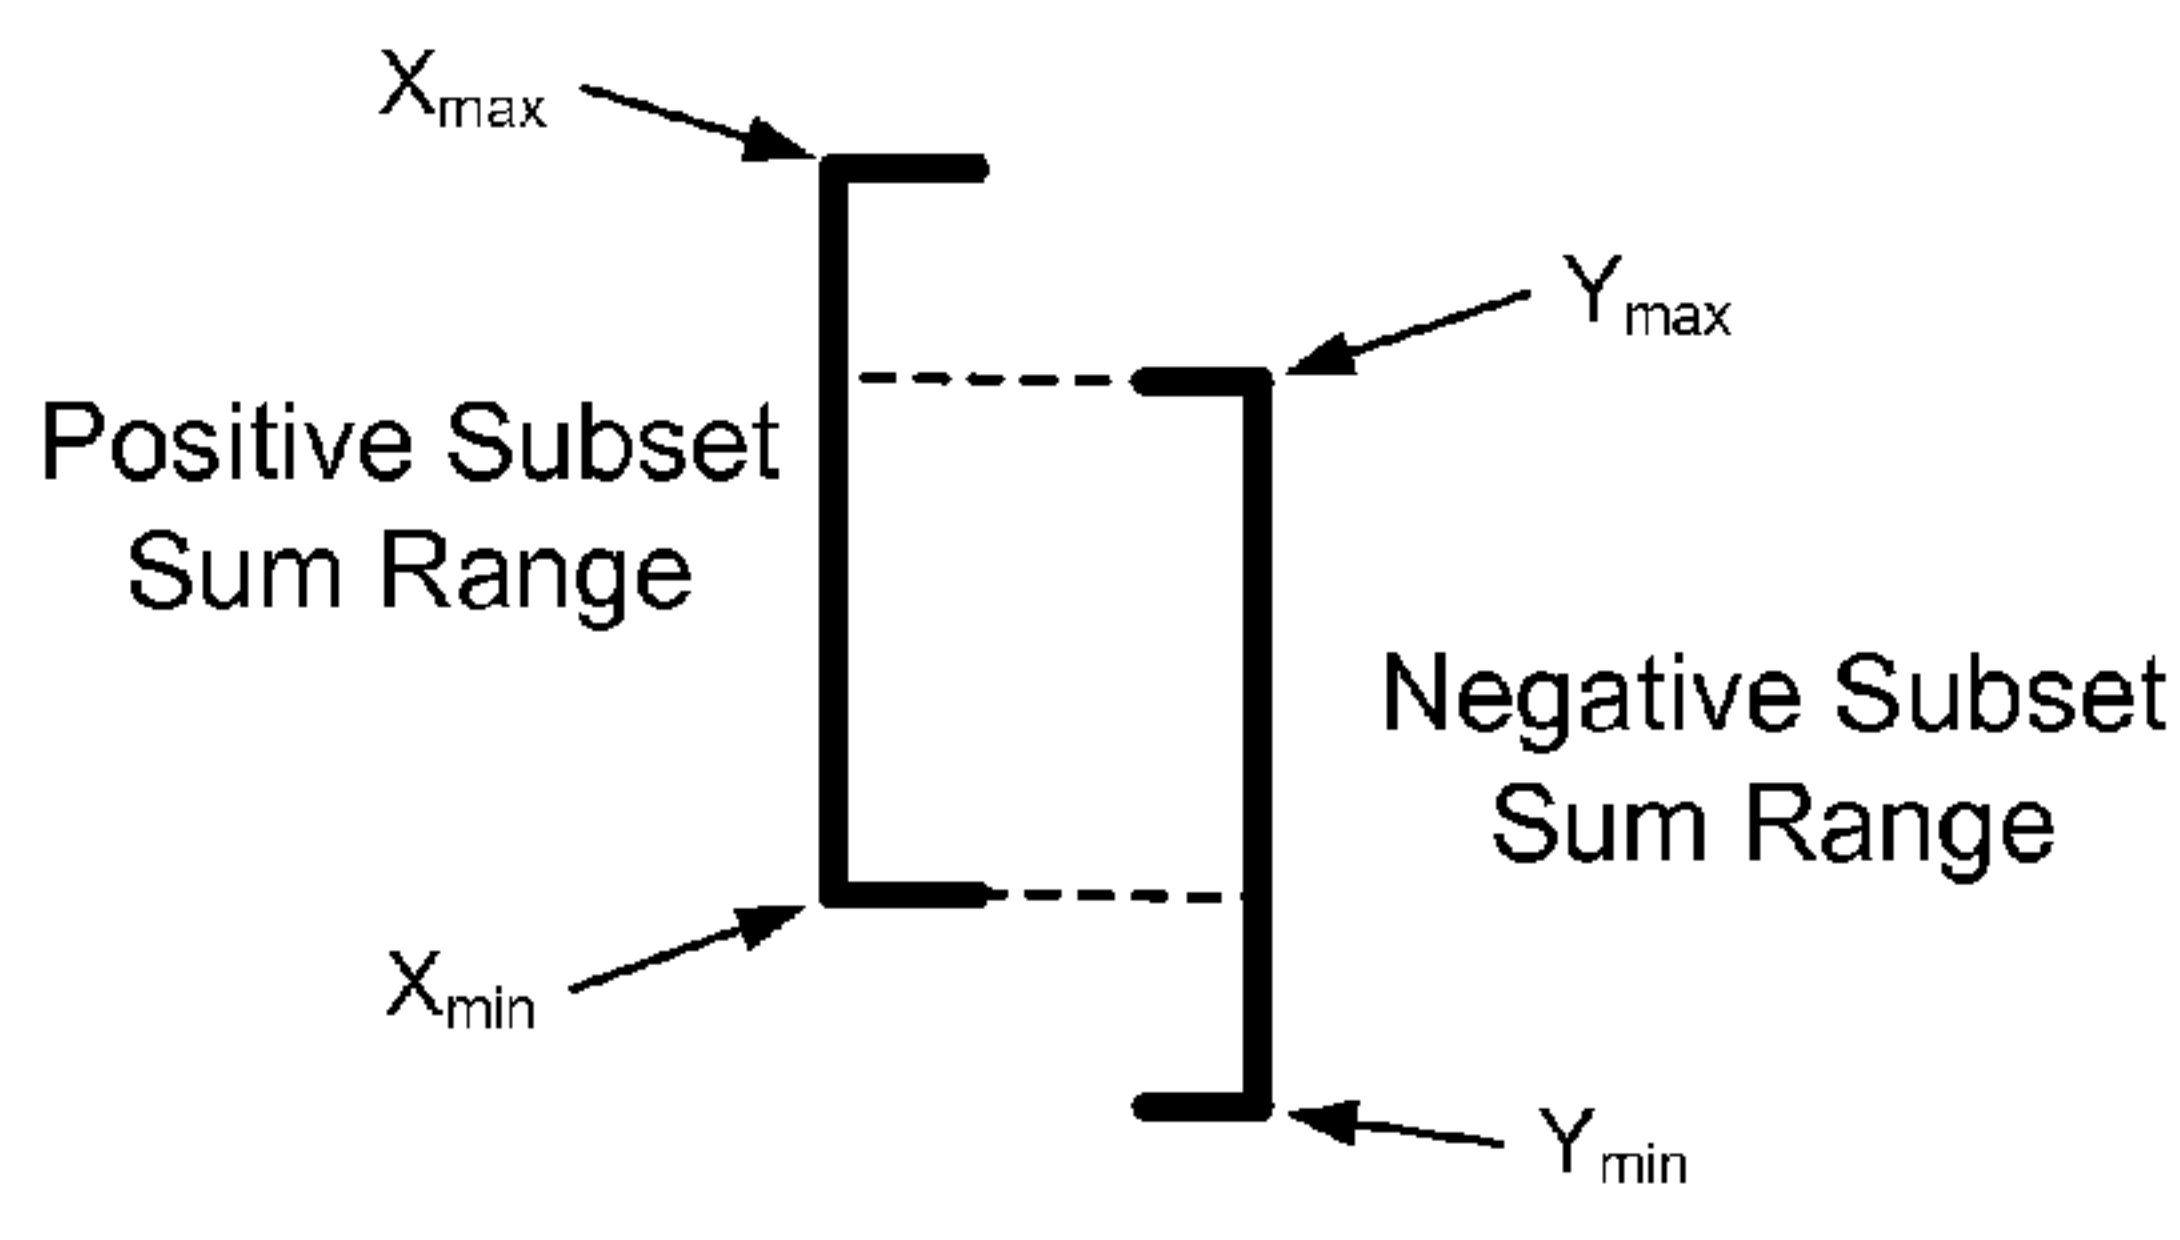 Xmax
Ymax
Positive Subset
Sum Range
Negative Subset
Sum Range
Xmin
Ymin